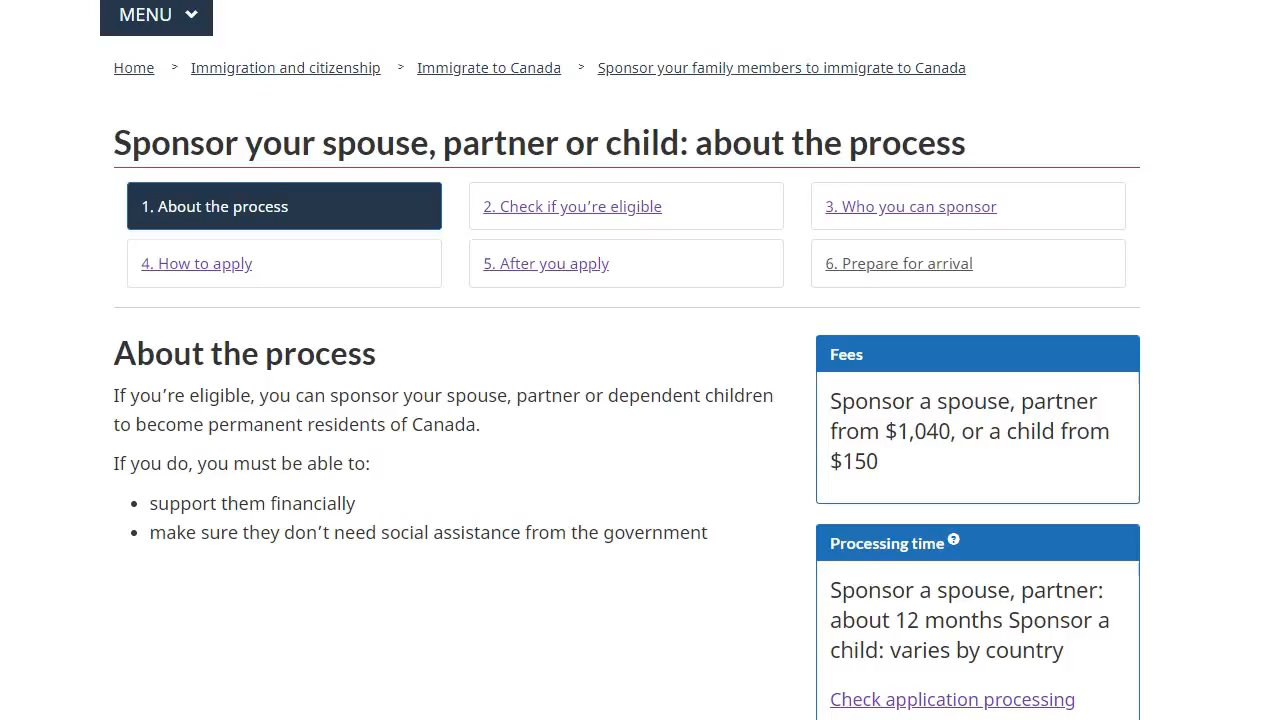 MENU
Home > Immigration and citizenship > Immigrate to Canada > Sponsor your family members to immigrate to Canada
Sponsor your spouse, partner or child: about the process
1. About the process
2. Check if you’re eligible
3. Who you can sponsor
4. How to apply
5. After you apply
6. Prepare for arrival
About the process
If you’re eligible, you can sponsor your spouse, partner or dependent children
to become permanent residents of Canada.
If you do, you must be able to:
• support them financially
• make sure they don’t need social assistance from the government
Fees
Sponsor a spouse, partner
from $1,040, or a child from
$150
Processing time ?
Sponsor a spouse, partner:
about 12 months Sponsor a
child: varies by country
Check application processing